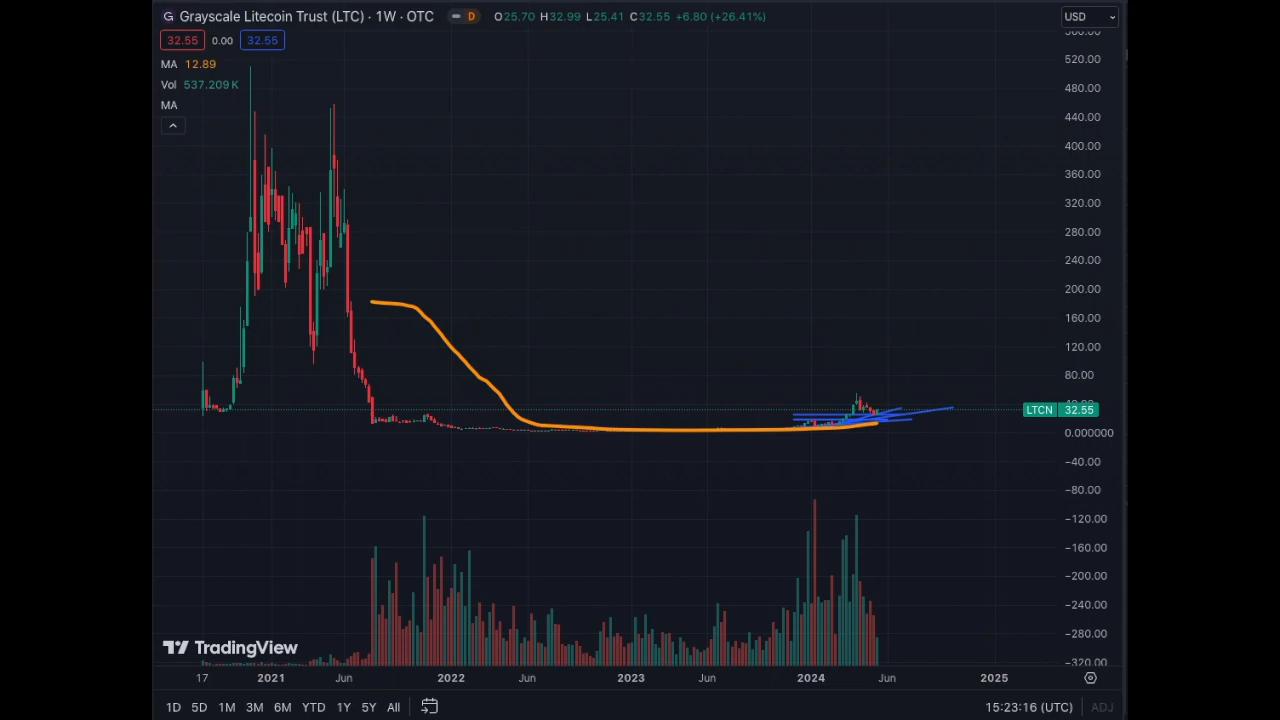 Grayscale Litecoin Trust (LTC) · 1W · OTC D O25.70 H32.99 L25.41 C32.55 +6.80 (+26.41%)
USD
32.55 0.00 32.55
MA 12.89
Vol 537.209K
MA
560.00
520.00
480.00
440.00
400.00
360.00
320.00
280.00
240.00
200.00
160.00
120.00
80.00
40.00
LTCN 32.55
0.000000
−40.00
−80.00
−120.00
−160.00
−200.00
−240.00
−280.00
−320.00
TradingView
17 2021 Jun 2022 Jun 2023 Jun 2024 Jun 2025
1D 5D 1M 3M 6M YTD 1Y 5Y All 15:23:16 (UTC) ADJ